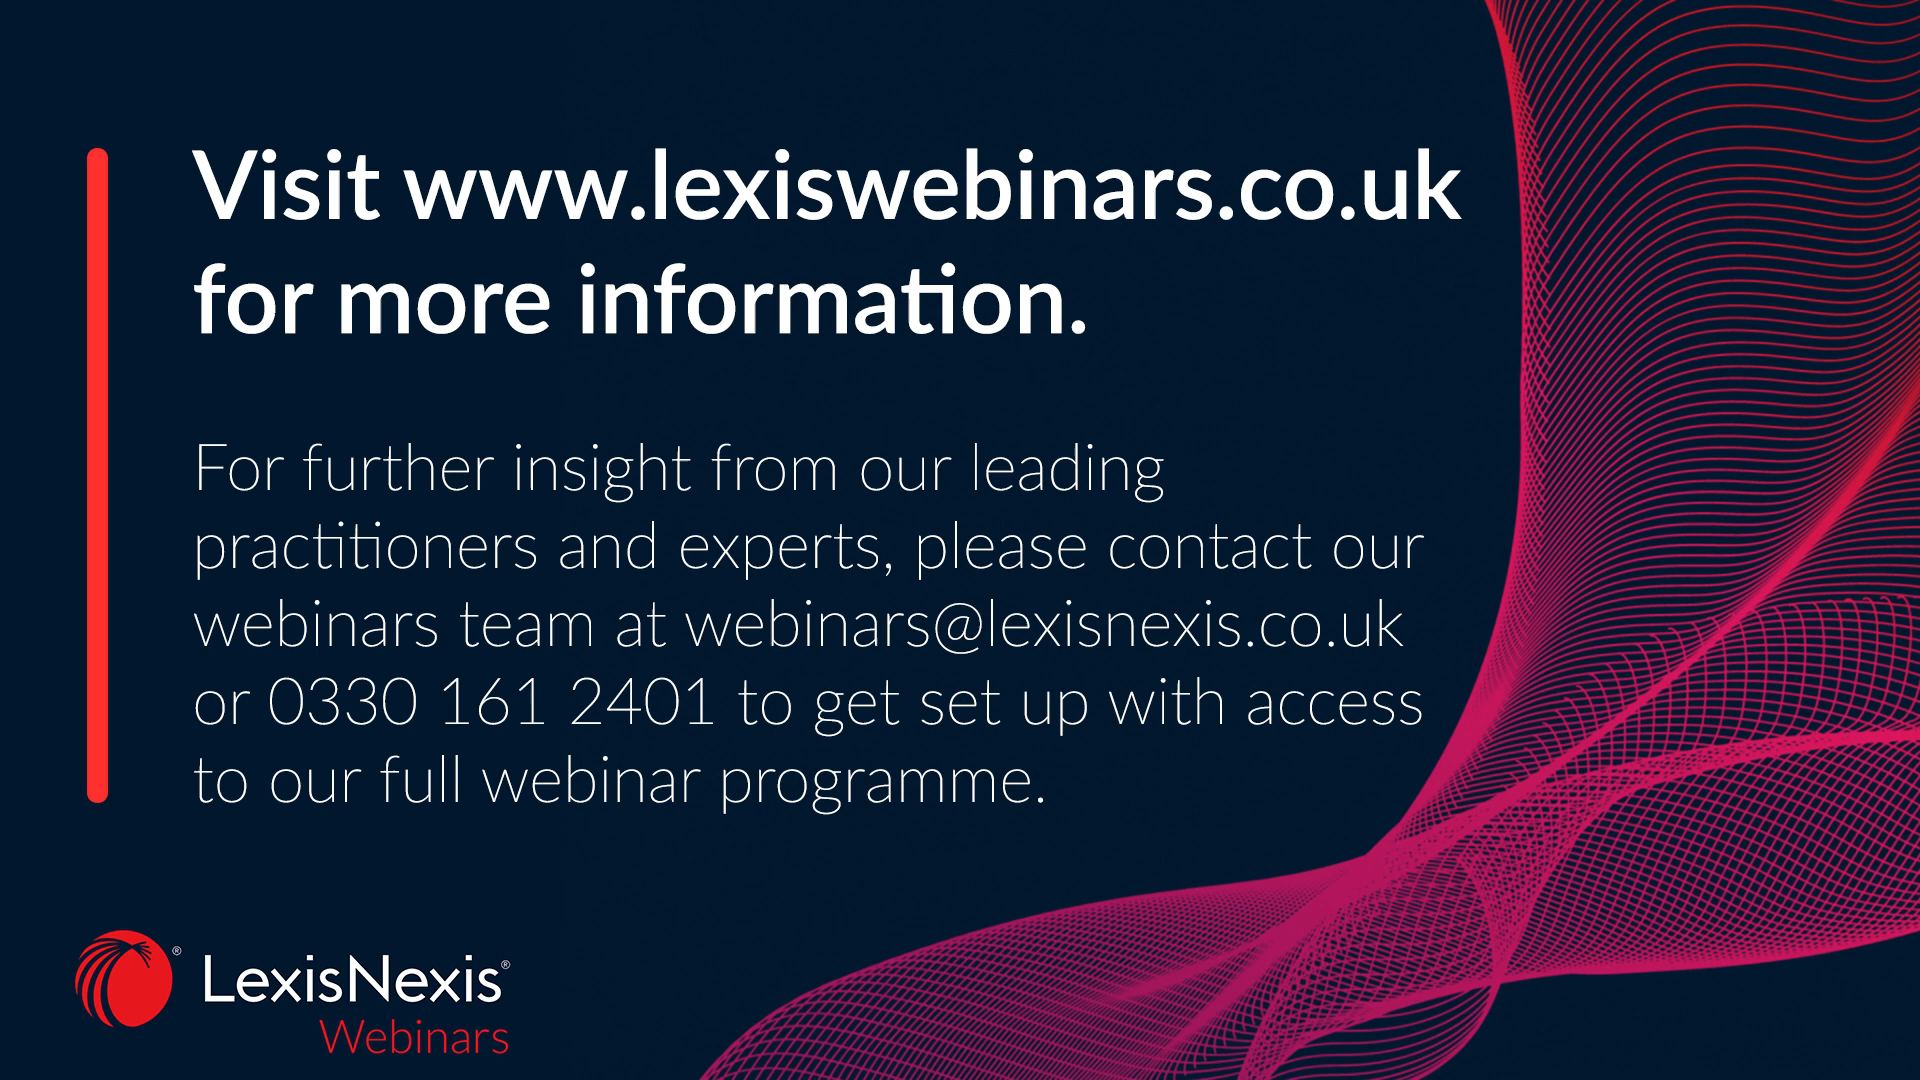 Visit www.lexiswebinars.co.uk
for more information.
For further insight from our leading
practitioners and experts, please contact our
webinars team at webinars@lexisnexis.co.uk
or 0330 161 2401 to get set up with access
to our full webinar programme.
® LexisNexis®
Webinars